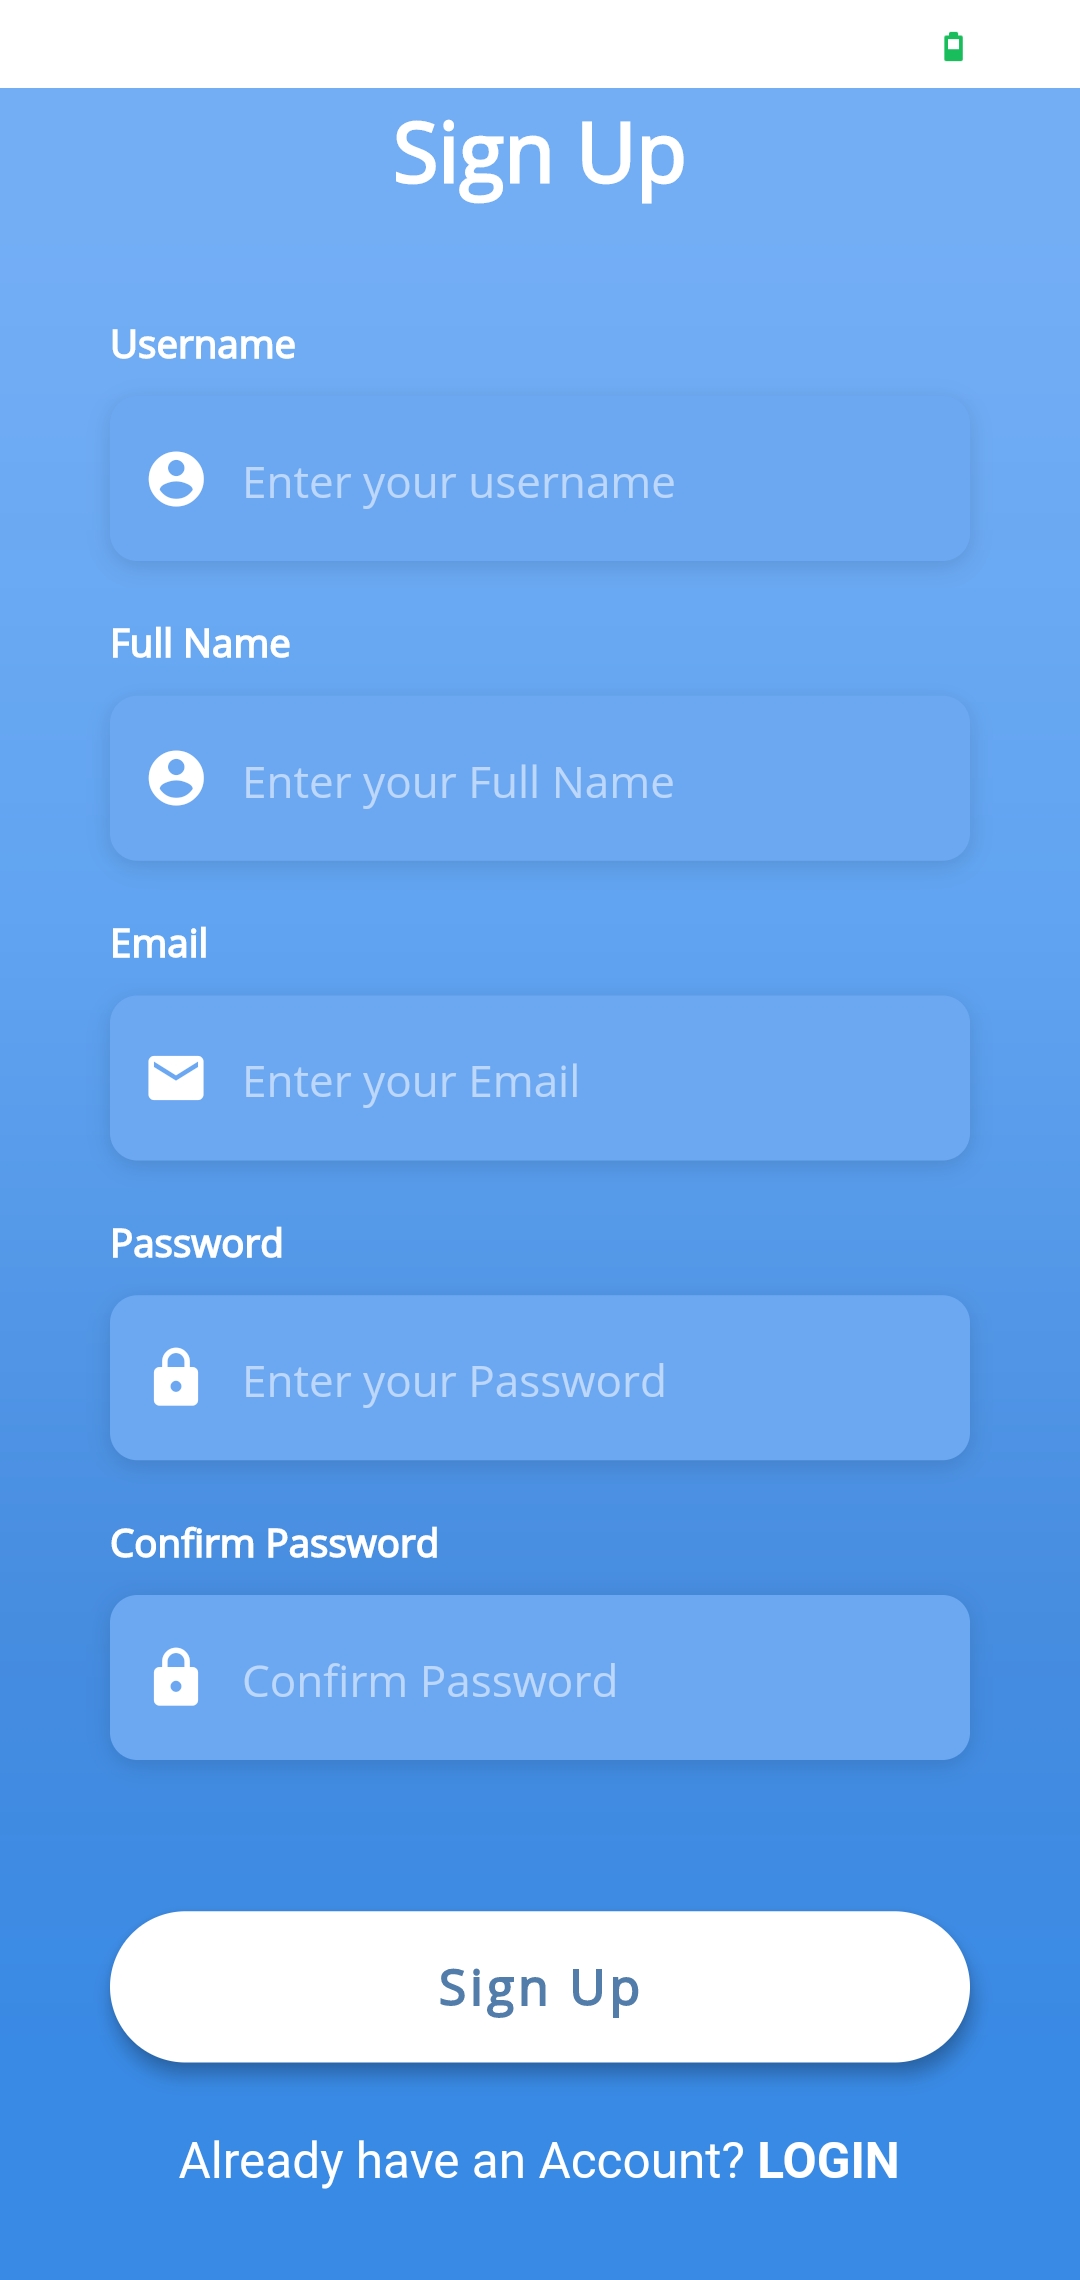 Sign Up
Username
Enter your username
Full Name
Enter your Full Name
Email
Enter your Email
Password
Enter your Password
Confirm Password
Confirm Password
Sign Up
Already have an Account? LOGIN